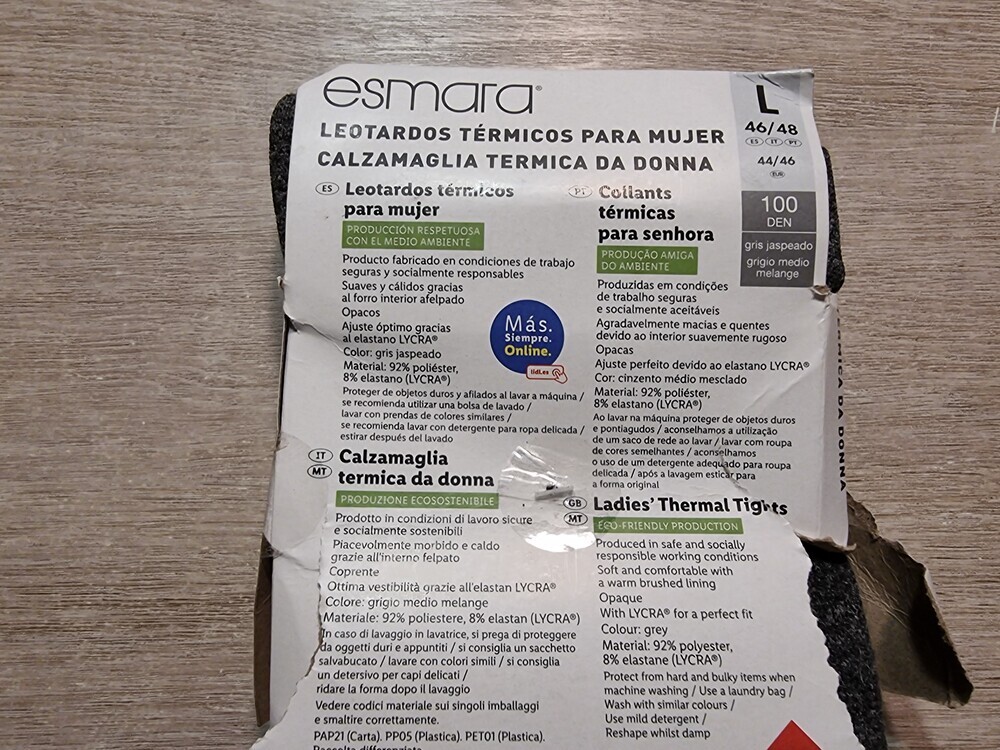 esmara®
LEOTARDOS TÉRMICOS PARA MUJER
CALZAMAGLIA TERMICA DA DONNA
L
46/48
ES IT PT
44/46
EUR
100
DEN
gris jaspeado
grigio medio
melange
ES Leotardos térmicos
para mujer
PRODUCCIÓN RESPETUOSA
CON EL MEDIO AMBIENTE
Producto fabricado en condiciones de trabajo
seguras y socialmente responsables
Suaves y cálidos gracias
al forro interior afelpado
Opacos
Ajuste óptimo gracias
al elastano LYCRA®
Color: gris jaspeado
Material: 92% poliéster,
8% elastano (LYCRA®)
Proteger de objetos duros y afilados al lavar a máquina /
se recomienda utilizar una bolsa de lavado /
lavar con prendas de colores similares /
se recomienda lavar con detergente para ropa delicada /
estirar después del lavado
Más.
Siempre.
Online.
lidl.es
PT Collants
térmicas
para senhora
PRODUÇÃO AMIGA
DO AMBIENTE
Produzidas em condições
de trabalho seguras
e socialmente aceitáveis
Agradavelmente macias e quentes
devido ao interior suavemente rugoso
Opacas
Ajuste perfeito devido ao elastano LYCRA®
Cor: cinzento médio mesclado
Material: 92% poliéster,
8% elastano (LYCRA®)
Ao lavar na máquina proteger de objetos duros
e pontiagudos / aconselhamos a utilização
de um saco de rede ao lavar / lavar com roupa
de cores semelhantes / aconselhamos
o uso de um detergente adequado para roupa
delicada / após a lavagem esticar para
a forma original
IT MT Calzamaglia
termica da donna
PRODUZIONE ECOSOSTENIBILE
Prodotto in condizioni di lavoro sicure
e socialmente sostenibili
Piacevolmente morbido e caldo
grazie all'interno felpato
Coprente
Ottima vestibilità grazie all'elastan LYCRA®
Colore: grigio medio melange
Materiale: 92% poliestere, 8% elastan (LYCRA®)
In caso di lavaggio in lavatrice, si prega di proteggere
da oggetti duri e appuntiti / si consiglia un sacchetto
salvabucato / lavare con colori simili / si consiglia
un detersivo per capi delicati /
ridare la forma dopo il lavaggio
Vedere codici materiale sui singoli imballaggi
e smaltire correttamente.
PAP21 (Carta). PP05 (Plastica). PET01 (Plastica).
Raccolta differenziata
GB MT Ladies' Thermal Tights
ECO-FRIENDLY PRODUCTION
Produced in safe and socially
responsible working conditions
Soft and comfortable with
a warm brushed lining
Opaque
With LYCRA® for a perfect fit
Colour: grey
Material: 92% polyester,
8% elastane (LYCRA®)
Protect from hard and bulky items when
machine washing / Use a laundry bag /
Wash with similar colours /
Use mild detergent /
Reshape whilst damp
DA DONNA